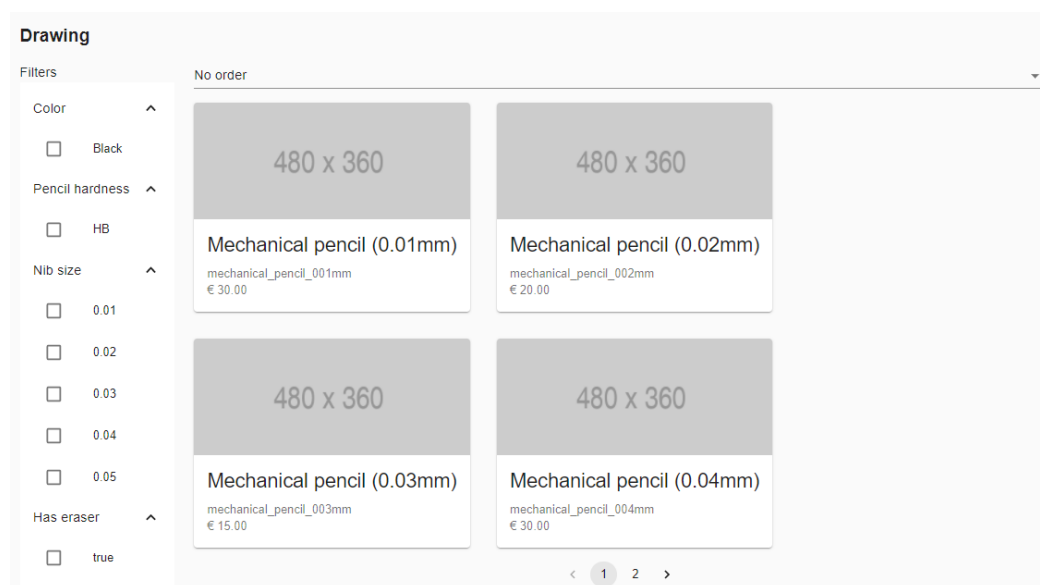 Drawing
Filters
Color
Black
Pencil hardness
HB
Nib size
0.01
0.02
0.03
0.04
0.05
Has eraser
true
No order
480 x 360
Mechanical pencil (0.01mm)
mechanical_pencil_001mm
€ 30.00
480 x 360
Mechanical pencil (0.02mm)
mechanical_pencil_002mm
€ 20.00
480 x 360
Mechanical pencil (0.03mm)
mechanical_pencil_003mm
€ 15.00
480 x 360
Mechanical pencil (0.04mm)
mechanical_pencil_004mm
€ 30.00
1 2